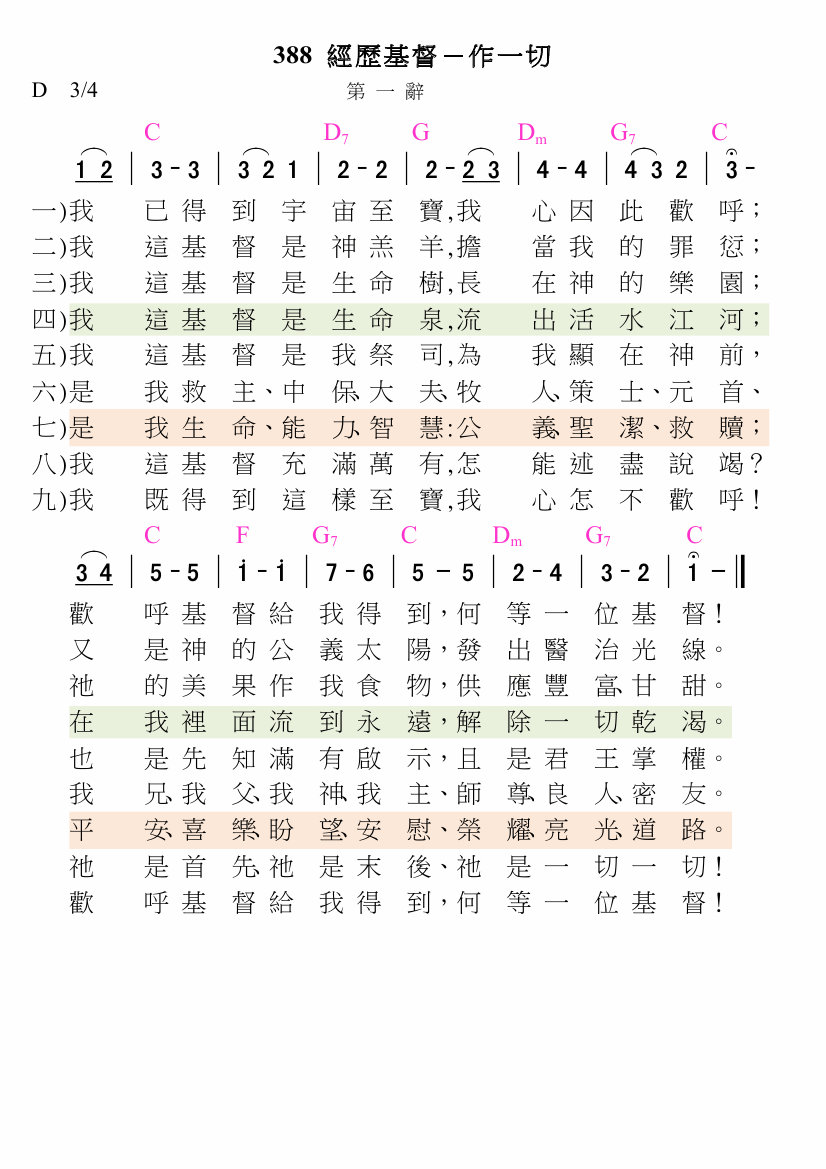 388 經歷基督－作一切
D 3/4 第一辭
C D7 G Dm G7 C
1 2 | 3 - 3 | 3 2 1 | 2 - 2 | 2 - 2 3 | 4 - 4 | 4 3 2 | 3 -
一)我 已得到宇宙至寶,我心因此歡呼；
二)我 這基督是神羔羊,擔當我的罪愆；
三)我 這基督是生命樹,長在神的樂園；
四)我 這基督是生命泉,流出活水江河；
五)我 這基督是我祭司,為我顯在神前，
六)是 我救主、中保、大夫、牧人、策士、元首、
七)是 我生命、能力、智慧:公義、聖潔、救贖；
八)我 這基督充滿萬有,怎能述盡說竭？
九)我 既得到這樣至寶,我心怎不歡呼！
C F G7 C Dm G7 C
3 4 | 5 - 5 | i - i | 7 - 6 | 5 － 5 | 2 - 4 | 3 - 2 | i － ‖
歡呼基督給我得到，何等一位基督！
又是神的公義太陽，發出醫治光線。
祂的美果作我食物，供應豐富、甘甜。
在我裡面流到永遠，解除一切乾渴。
也是先知滿有啟示，且是君王掌權。
我兄、我父、我神、我主、師尊、良人、密友。
平安、喜樂、盼望、安慰、榮耀、亮光、道路。
祂是首先、祂是末後、祂是一切一切！
歡呼基督給我得到，何等一位基督！